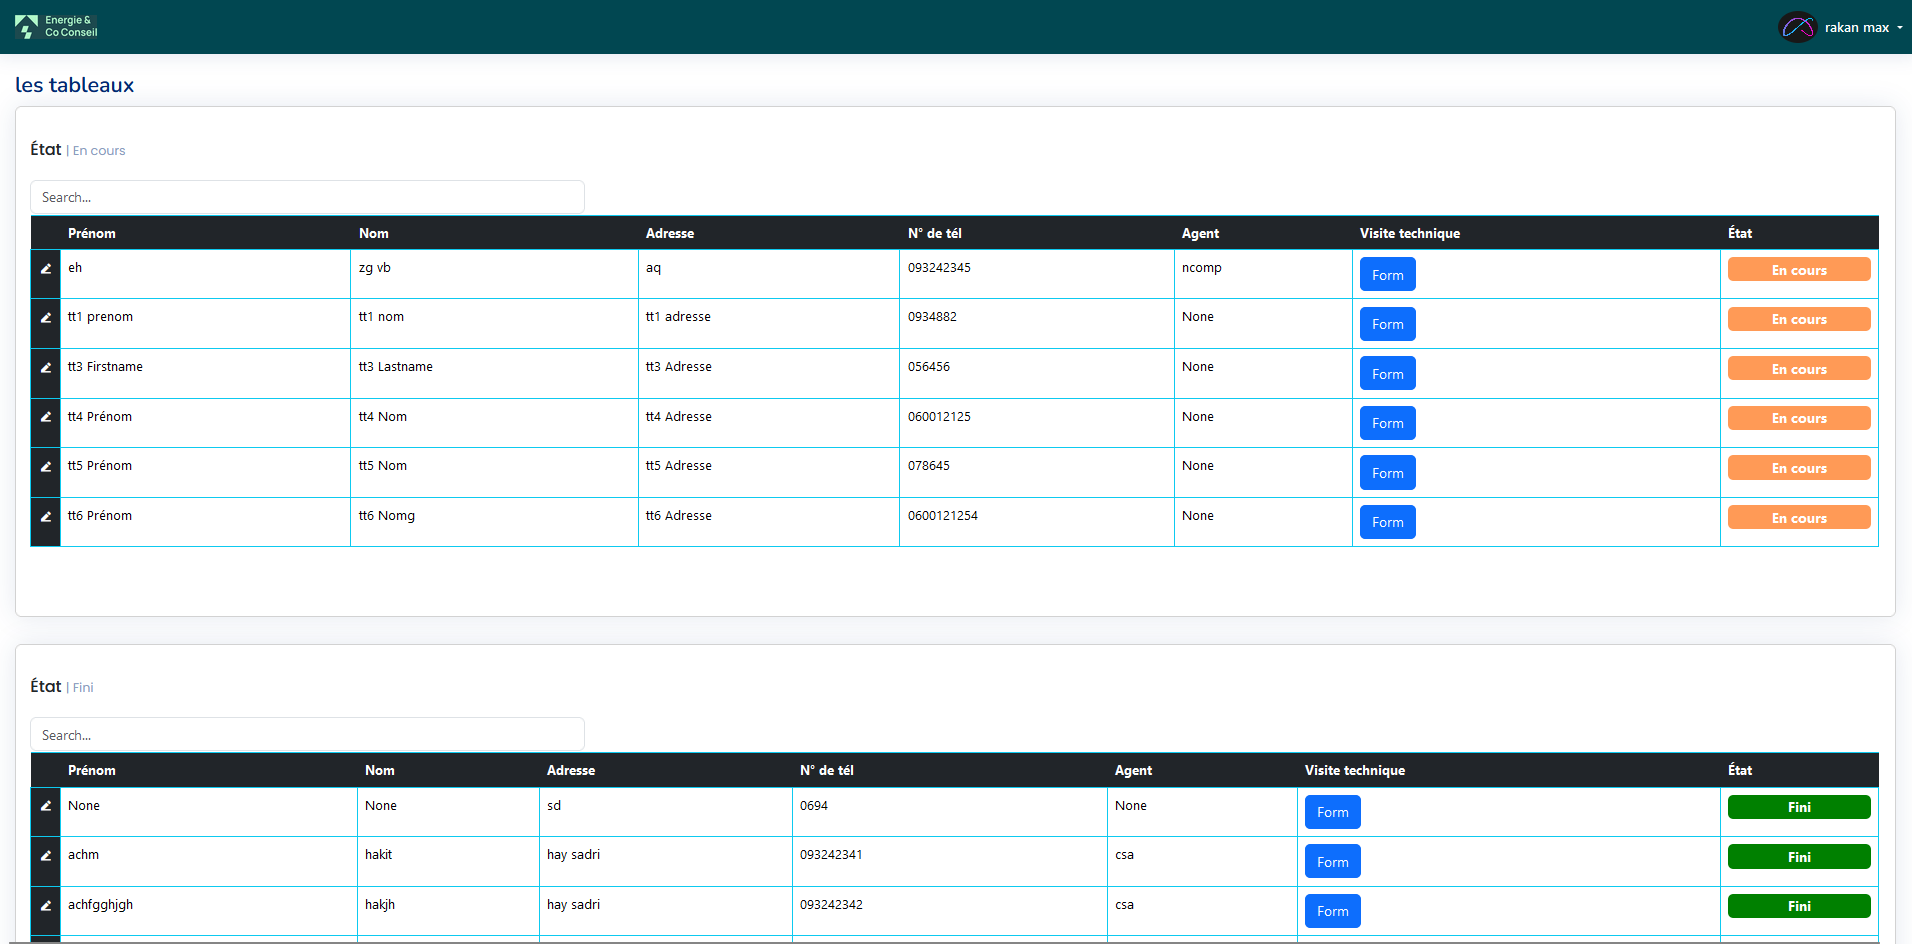 Energie &
Co Conseil
rakan max
les tableaux
État | En cours
Search...
Prénom Nom Adresse N° de tél Agent Visite technique État
eh zg vb aq 093242345 ncomp Form En cours
tt1 prenom tt1 nom tt1 adresse 0934882 None Form En cours
tt3 Firstname tt3 Lastname tt3 Adresse 056456 None Form En cours
tt4 Prénom tt4 Nom tt4 Adresse 060012125 None Form En cours
tt5 Prénom tt5 Nom tt5 Adresse 078645 None Form En cours
tt6 Prénom tt6 Nomg tt6 Adresse 0600121254 None Form En cours
État | Fini
Search...
Prénom Nom Adresse N° de tél Agent Visite technique État
None None sd 0694 None Form Fini
achm hakit hay sadri 093242341 csa Form Fini
achfgghjgh hakjh hay sadri 093242342 csa Form Fini